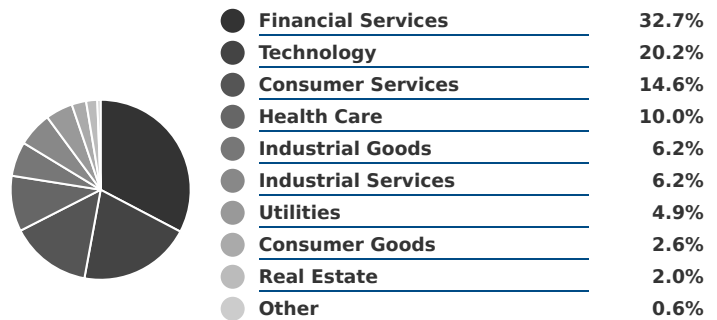 Financial Services 32.7%
Technology 20.2%
Consumer Services 14.6%
Health Care 10.0%
Industrial Goods 6.2%
Industrial Services 6.2%
Utilities 4.9%
Consumer Goods 2.6%
Real Estate 2.0%
Other 0.6%